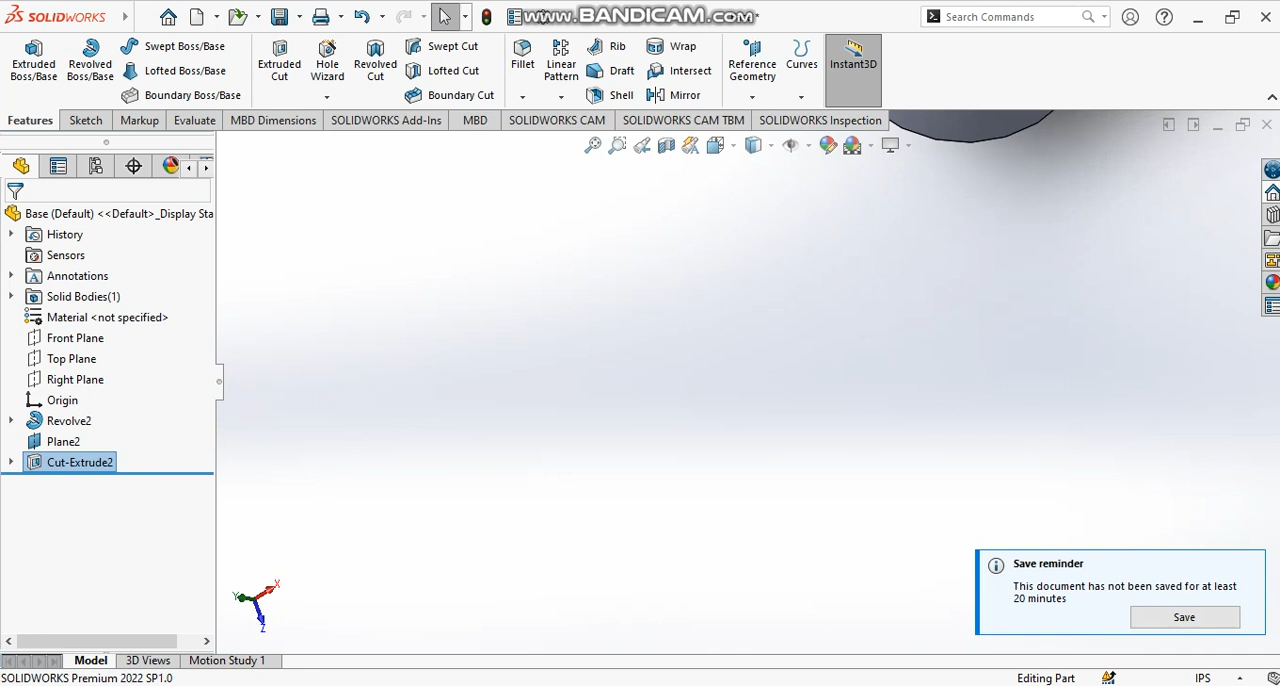 SOLIDWORKS
www.BANDICAM.com
Search Commands
Extruded Boss/Base
Revolved Boss/Base
Swept Boss/Base
Lofted Boss/Base
Boundary Boss/Base
Extruded Cut
Hole Wizard
Revolved Cut
Swept Cut
Lofted Cut
Boundary Cut
Fillet
Linear Pattern
Rib
Draft
Shell
Wrap
Intersect
Mirror
Reference Geometry
Curves
Instant3D
Features
Sketch
Markup
Evaluate
MBD Dimensions
SOLIDWORKS Add-Ins
MBD
SOLIDWORKS CAM
SOLIDWORKS CAM TBM
SOLIDWORKS Inspection
Base (Default) <<Default>_Display Sta
History
Sensors
Annotations
Solid Bodies(1)
Material <not specified>
Front Plane
Top Plane
Right Plane
Origin
Revolve2
Plane2
Cut-Extrude2
X
Y
Z
Save reminder
This document has not been saved for at least
20 minutes
Save
Model
3D Views
Motion Study 1
SOLIDWORKS Premium 2022 SP1.0
Editing Part
IPS